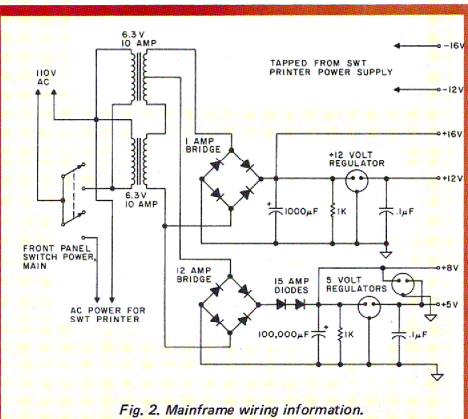 6.3V
10 AMP
110V
AC
TAPPED FROM SWT
PRINTER POWER SUPPLY
-16V
-12V
+16V
1 AMP
BRIDGE
+12 VOLT
REGULATOR
+12V
6.3V
10 AMP
+
1000µF
1K
.1µF
FRONT PANEL
SWITCH POWER,
MAIN
12 AMP
BRIDGE
15 AMP
DIODES
5 VOLT
REGULATORS
+8V
+5V
AC POWER FOR
SWT PRINTER
100,000µF
+
1K
.1µF
Fig. 2. Mainframe wiring information.